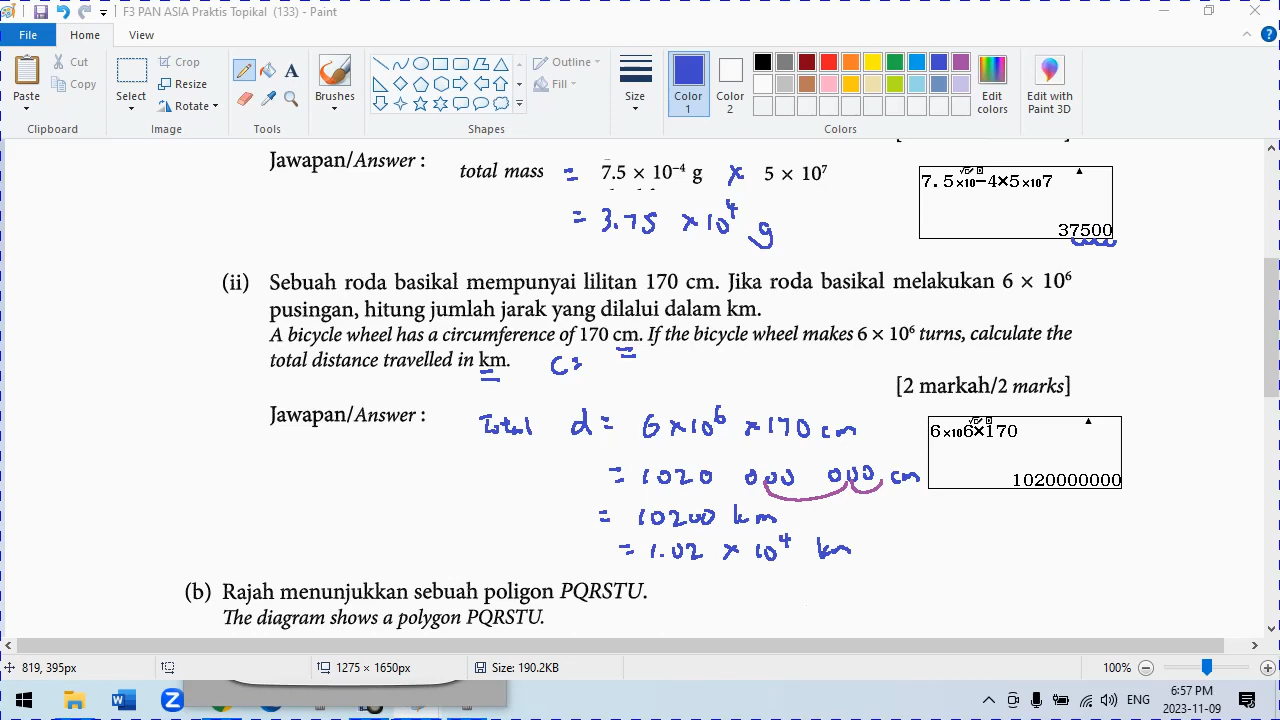 F3 PAN ASIA Praktis Topikal (133) - Paint
File Home View
Paste Cut Copy Clipboard
Select Crop Resize Rotate Image
Tools
Brushes
Outline Fill Shapes
Size
Color 1 Color 2 Edit colors Edit with Paint 3D Colors
Jawapan/Answer : total mass = 7.5 × 10⁻⁴ g × 5 × 10⁷
= 3.75 × 10⁴ g
7.5×10-4×5×107
37500
(ii) Sebuah roda basikal mempunyai lilitan 170 cm. Jika roda basikal melakukan 6 × 10⁶
pusingan, hitung jumlah jarak yang dilalui dalam km.
A bicycle wheel has a circumference of 170 cm. If the bicycle wheel makes 6 × 10⁶ turns, calculate the
total distance travelled in km.
[2 markah/2 marks]
Jawapan/Answer : Total d = 6 × 10⁶ × 170 cm
6×106×170
1020000000
= 1020 000 000 cm
= 10200 km
= 1.02 × 10⁴ km
(b) Rajah menunjukkan sebuah poligon PQRSTU.
The diagram shows a polygon PQRSTU.
819, 395px 1275 × 1650px Size: 190.2KB 100%
ENG 6:57 PM
2023-11-09